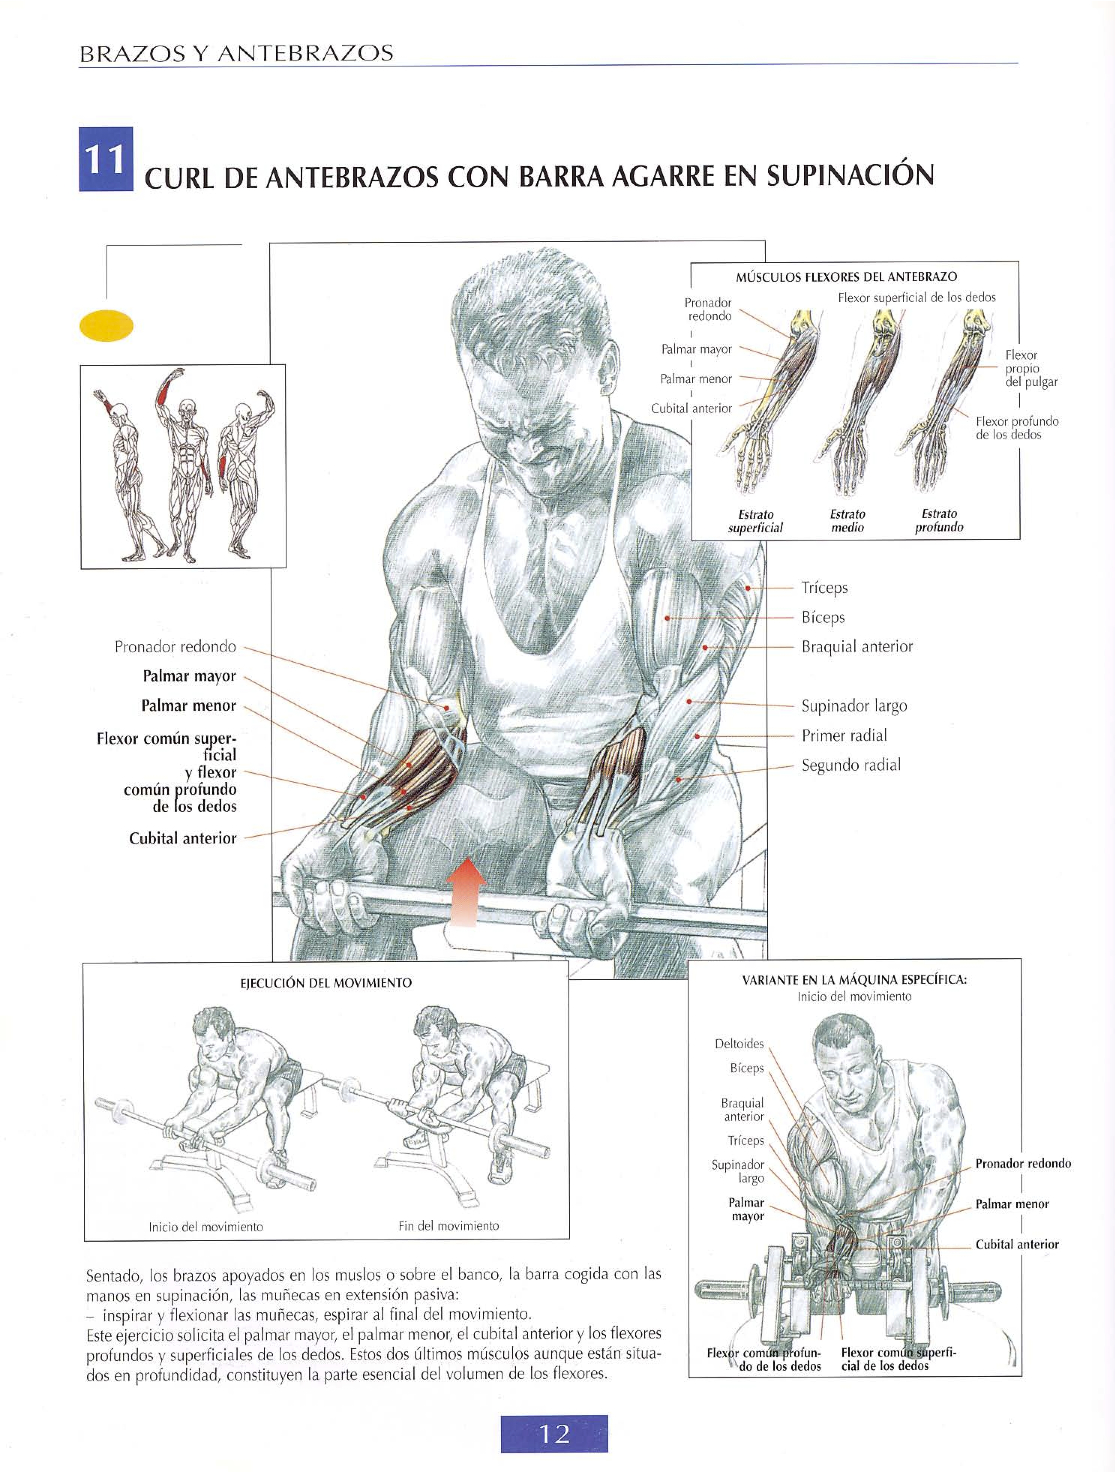 BRAZOS Y ANTEBRAZOS
11
CURL DE ANTEBRAZOS CON BARRA AGARRE EN SUPINACIÓN
MÚSCULOS FLEXORES DEL ANTEBRAZO
Pronador
redondo
Flexor superficial de los dedos
Palmar mayor
Palmar menor
Cubital anterior
Flexor
propio
del pulgar
Flexor profundo
de los dedos
Estrato
superficial
Estrato
medio
Estrato
profundo
Tríceps
Bíceps
Braquial anterior
Supinador largo
Primer radial
Segundo radial
Pronador redondo
Palmar mayor
Palmar menor
Flexor común super-
ficial
y flexor
común profundo
de los dedos
Cubital anterior
EJECUCIÓN DEL MOVIMIENTO
Inicio del movimiento
Fin del movimiento
VARIANTE EN LA MÁQUINA ESPECÍFICA:
Inicio del movimiento
Deltoides
Bíceps
Braquial
anterior
Tríceps
Supinador
largo
Palmar
mayor
Pronador redondo
Palmar menor
Cubital anterior
Flexor común profun-
do de los dedos
Flexor común superfi-
cial de los dedos
Sentado, los brazos apoyados en los muslos o sobre el banco, la barra cogida con las
manos en supinación, las muñecas en extensión pasiva:
– inspirar y flexionar las muñecas, espirar al final del movimiento.
Este ejercicio solicita el palmar mayor, el palmar menor, el cubital anterior y los flexores
profundos y superficiales de los dedos. Estos dos últimos músculos aunque están situa-
dos en profundidad, constituyen la parte esencial del volumen de los flexores.
12